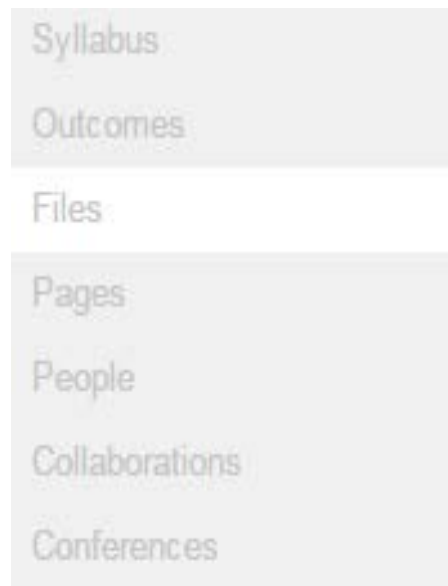 Syllabus
Outcomes
Files
Pages
People
Collaborations
Conferences